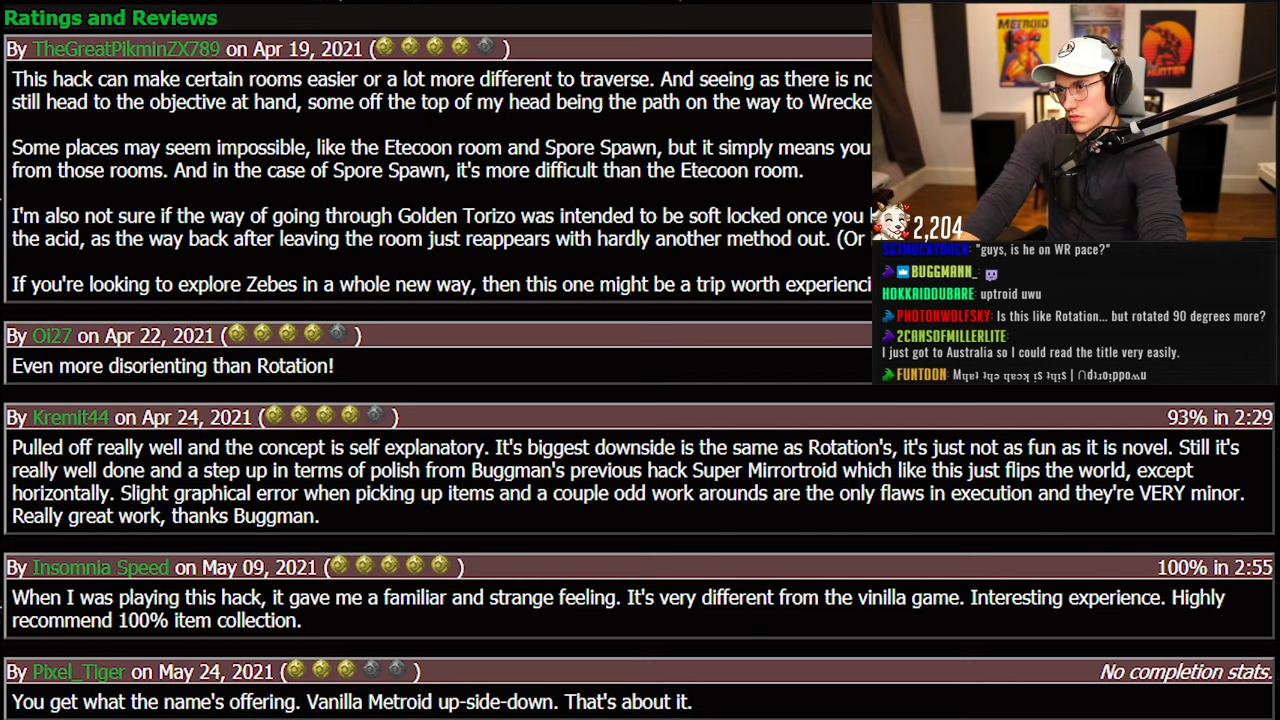 Ratings and Reviews
By TheGreatPikminZX789 on Apr 19, 2021 ( )
This hack can make certain rooms easier or a lot more different to traverse. And seeing as there is no
still head to the objective at hand, some off the top of my head being the path on the way to Wrecke
Some places may seem impossible, like the Etecoon room and Spore Spawn, but it simply means you
from those rooms. And in the case of Spore Spawn, it's more difficult than the Etecoon room.
I'm also not sure if the way of going through Golden Torizo was intended to be soft locked once you
the acid, as the way back after leaving the room just reappears with hardly another method out. (Or
If you're looking to explore Zebes in a whole new way, then this one might be a trip worth experienci
By Oi27 on Apr 22, 2021 ( )
Even more disorienting than Rotation!
By Kremit44 on Apr 24, 2021 ( ) 93% in 2:29
Pulled off really well and the concept is self explanatory. It's biggest downside is the same as Rotation's, it's just not as fun as it is novel. Still it's
really well done and a step up in terms of polish from Buggman's previous hack Super Mirrortroid which like this just flips the world, except
horizontally. Slight graphical error when picking up items and a couple odd work arounds are the only flaws in execution and they're VERY minor.
Really great work, thanks Buggman.
By Insomnia Speed on May 09, 2021 ( ) 100% in 2:55
When I was playing this hack, it gave me a familiar and strange feeling. It's very different from the vinilla game. Interesting experience. Highly
recommend 100% item collection.
By Pixel_Tiger on May 24, 2021 ( ) No completion stats.
You get what the name's offering. Vanilla Metroid up-side-down. That's about it.
METROID
HUNTER
2,204
"guys, is he on WR pace?"
BUGGMANN_:
HOKKAIDOUBARE: uptroid uwu
PHOTONWOLFSKY: Is this like Rotation... but rotated 90 degrees more?
2CANSOFMILLERLITE:
I just got to Australia so I could read the title very easily.
FUNTOON: